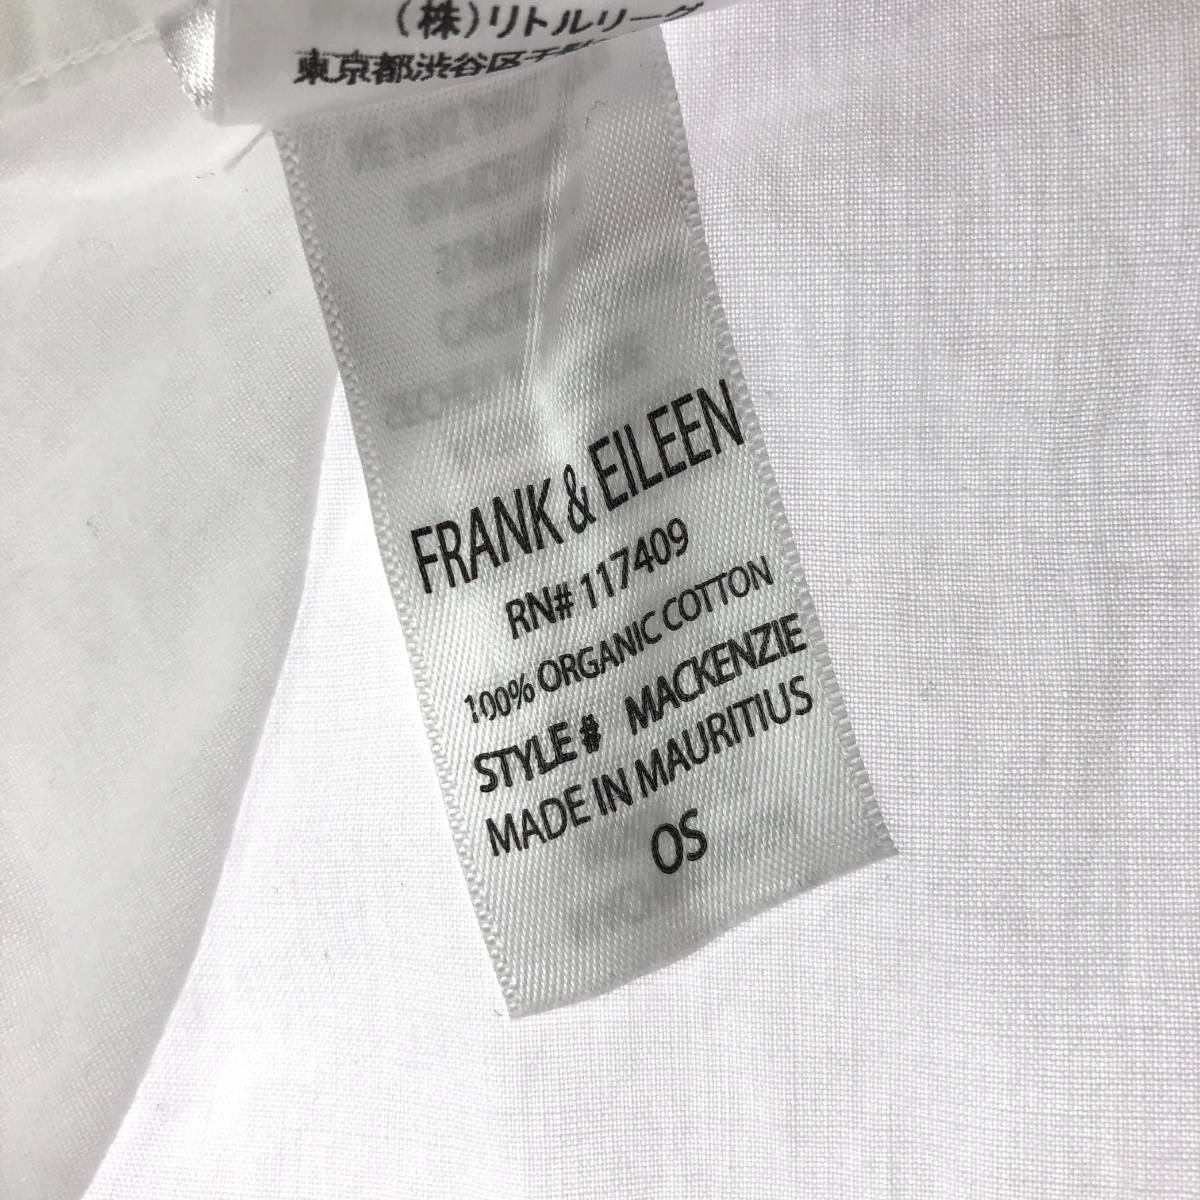 (株)リトルリーグ
東京都渋谷区千
FRANK & EILEEN
RN# 117409
100% ORGANIC COTTON
STYLE # MACKENZIE
MADE IN MAURITIUS
OS